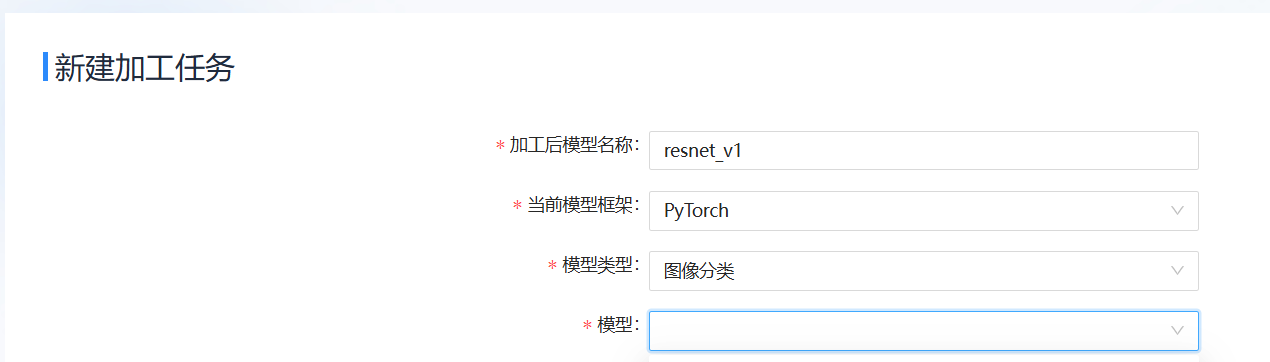 新建加工任务
* 加工后模型名称: resnet_v1
* 当前模型框架: PyTorch
* 模型类型: 图像分类
* 模型: